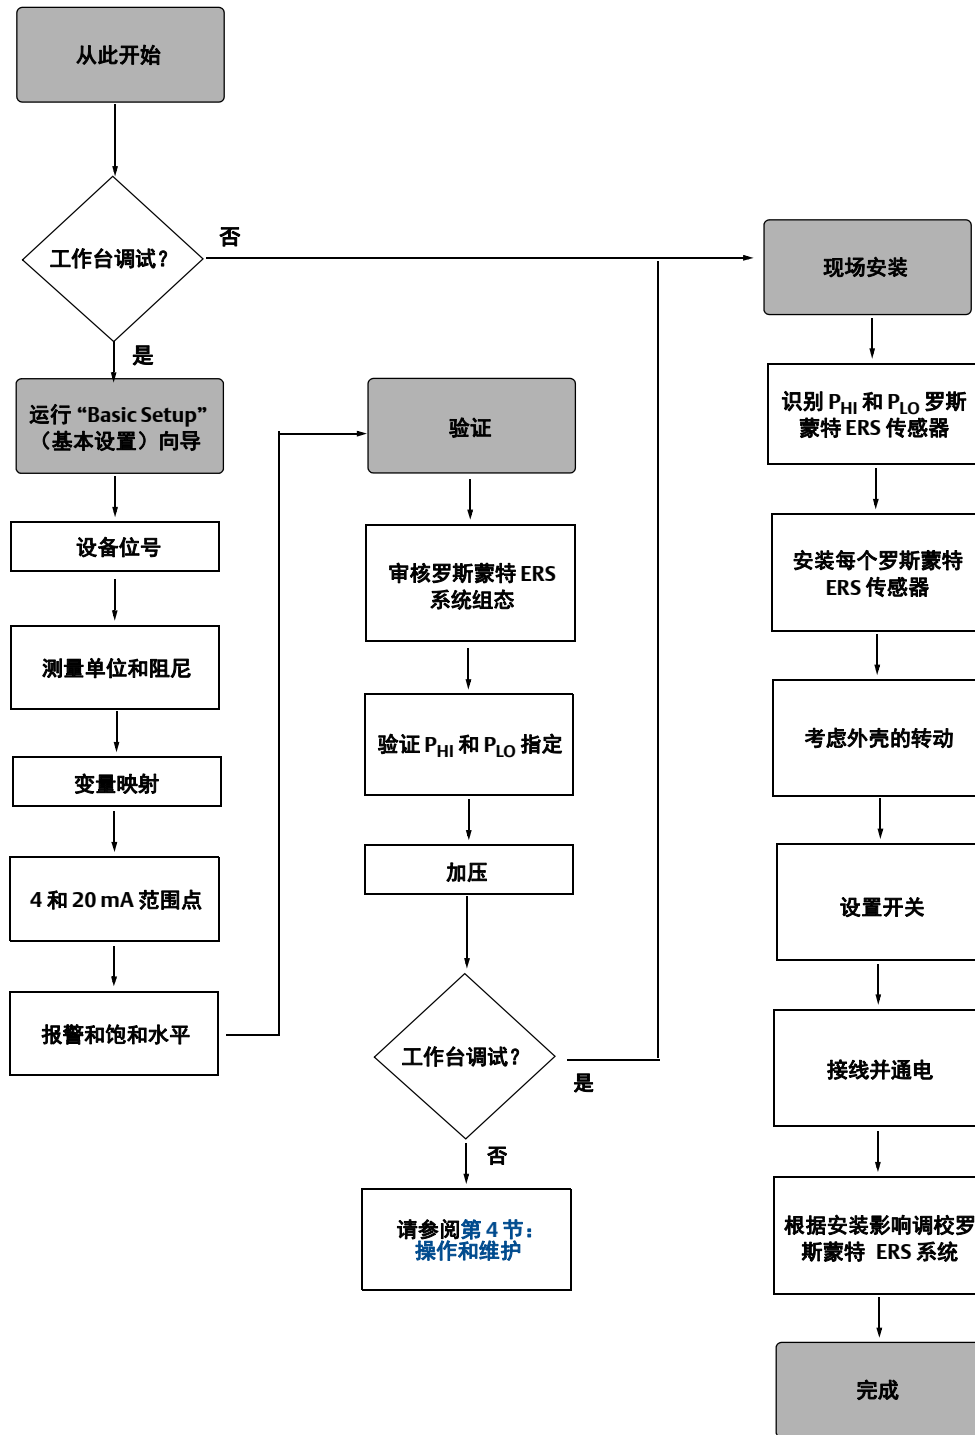 从此开始
工作台调试？
否
是
运行 “Basic Setup”
（基本设置）向导
设备位号
测量单位和阻尼
变量映射
4 和 20 mA 范围点
报警和饱和水平
验证
审核罗斯蒙特 ERS
系统组态
验证 PHI 和 PLO 指定
加压
工作台调试？
是
否
请参阅第 4 节：
操作和维护
现场安装
识别 PHI 和 PLO 罗斯
蒙特 ERS 传感器
安装每个罗斯蒙特
ERS 传感器
考虑外壳的转动
设置开关
接线并通电
根据安装影响调校罗
斯蒙特 ERS 系统
完成